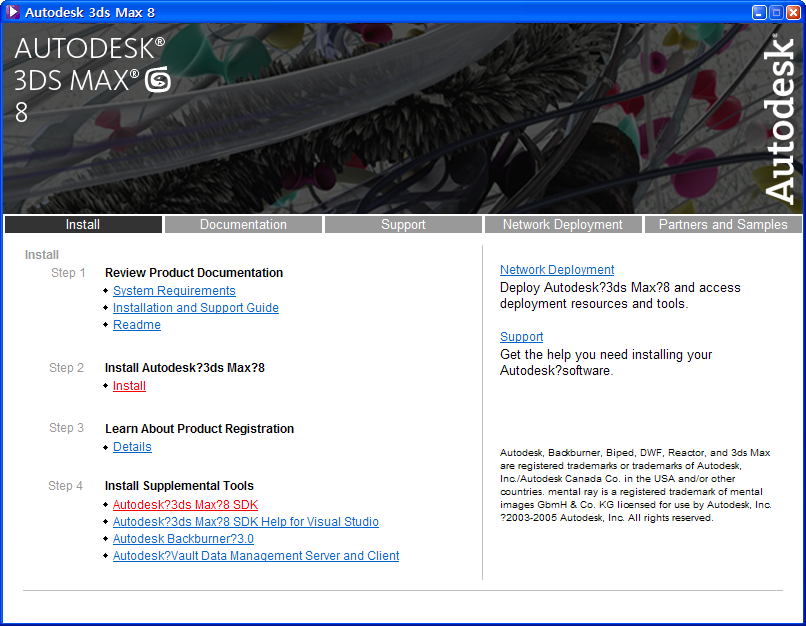 Autodesk 3ds Max 8
AUTODESK®
3DS MAX®
8
Autodesk®
Install
Documentation
Support
Network Deployment
Partners and Samples
Install
Step 1
Review Product Documentation
System Requirements
Installation and Support Guide
Readme
Step 2
Install Autodesk?3ds Max?8
Install
Step 3
Learn About Product Registration
Details
Step 4
Install Supplemental Tools
Autodesk?3ds Max?8 SDK
Autodesk?3ds Max?8 SDK Help for Visual Studio
Autodesk Backburner?3.0
Autodesk?Vault Data Management Server and Client
Network Deployment
Deploy Autodesk?3ds Max?8 and access
deployment resources and tools.
Support
Get the help you need installing your
Autodesk?software.
Autodesk, Backburner, Biped, DWF, Reactor, and 3ds Max
are registered trademarks or trademarks of Autodesk,
Inc./Autodesk Canada Co. in the USA and/or other
countries. mental ray is a registered trademark of mental
images GbmH & Co. KG licensed for use by Autodesk, Inc.
?2003-2005 Autodesk, Inc. All rights reserved.